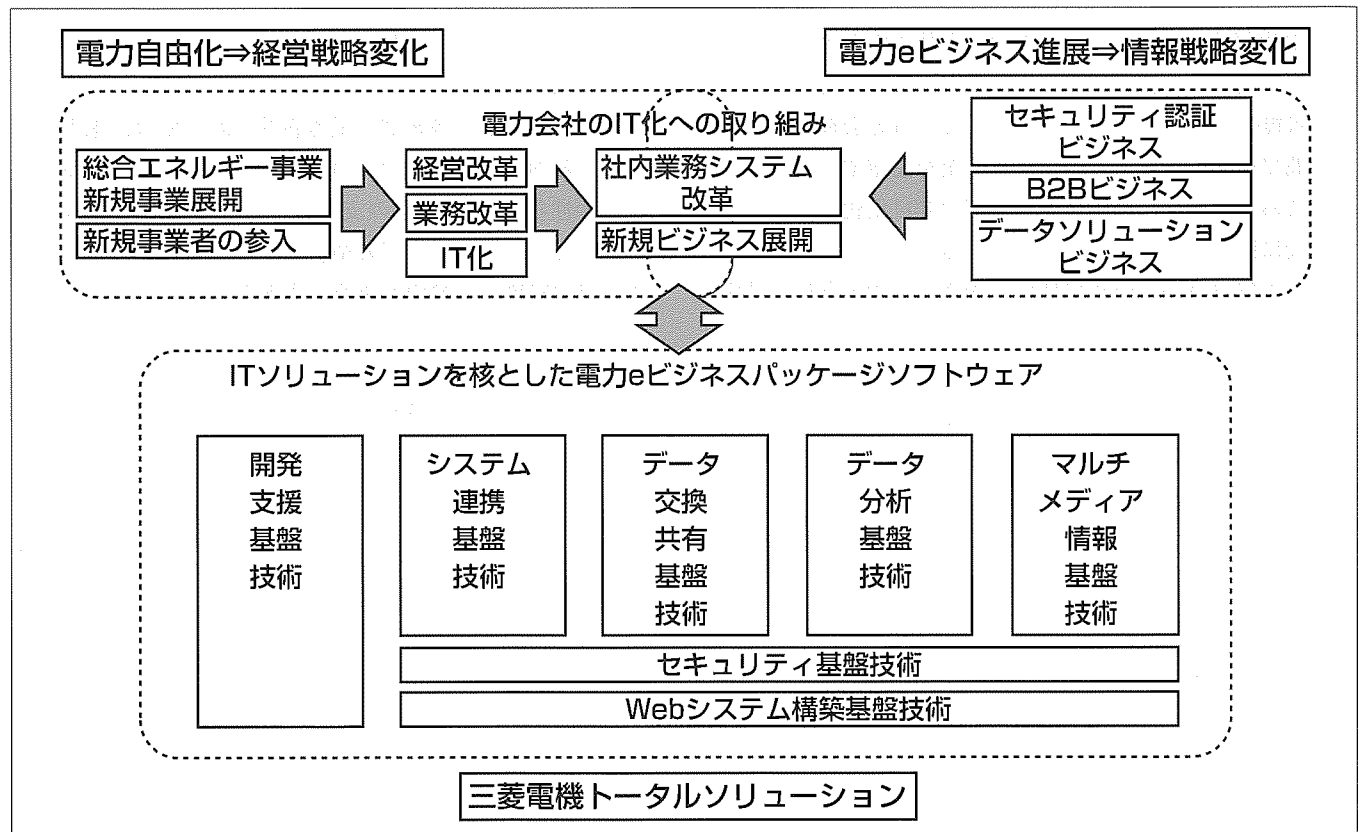 電力自由化⇒経営戦略変化
電力eビジネス進展⇒情報戦略変化
電力会社のIT化への取り組み
総合エネルギー事業
新規事業展開
新規事業者の参入
経営改革
業務改革
IT化
社内業務システム
改革
新規ビジネス展開
セキュリティ認証
ビジネス
B2Bビジネス
データソリューション
ビジネス
ITソリューションを核とした電力eビジネスパッケージソフトウェア
開発
支援
基盤
技術
システム
連携
基盤
技術
データ
交換
共有
基盤
技術
データ
分析
基盤
技術
マルチ
メディア
情報
基盤
技術
セキュリティ基盤技術
Webシステム構築基盤技術
三菱電機トータルソリューション